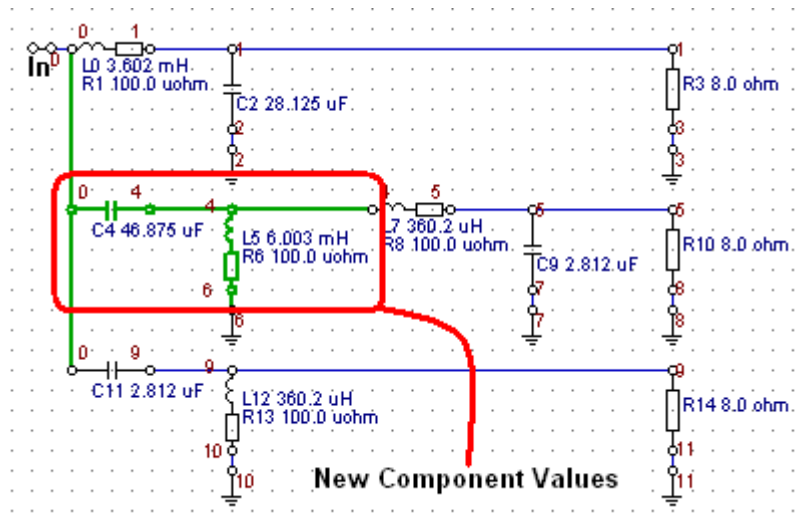 0 1
In 0 L0 3.602 mH 1
R1 100.0 uohm
C2 28.125 uF
R3 8.0 ohm
2 3
2 3
0 4 4 4 5 5 5
C4 46.875 uF
L5 6.003 mH
R6 100.0 uohm
L7 360.2 uH
R8 100.0 uohm
C9 2.812 uF
R10 8.0 ohm
6 7 8
6 7 8
0 9 9 9
C11 2.812 uF
L12 360.2 uH
R13 100.0 uohm
R14 8.0 ohm
10 11
10 11
New Component Values